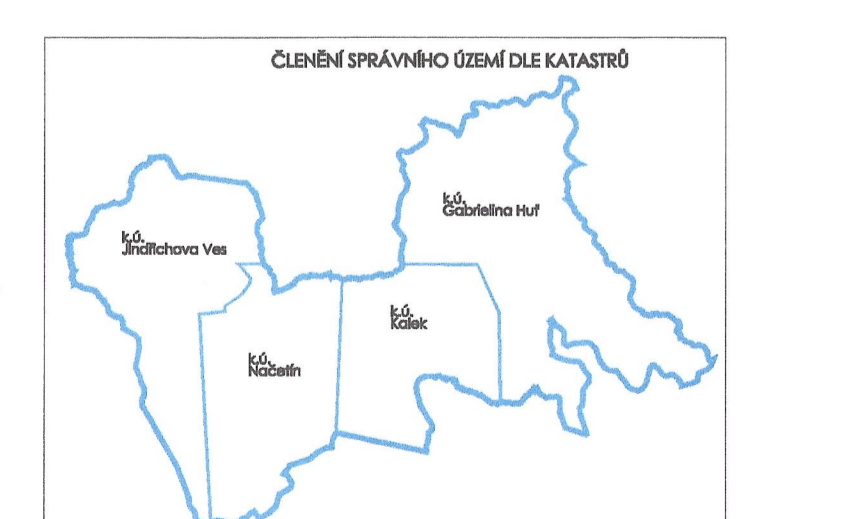 ČLENĚNÍ SPRÁVNÍHO ÚZEMÍ DLE KATASTRŮ
k.ú.
Gabrielina Huť
k.ú.
Jindřichova Ves
k.ú.
Kalek
k.ú.
Načetín